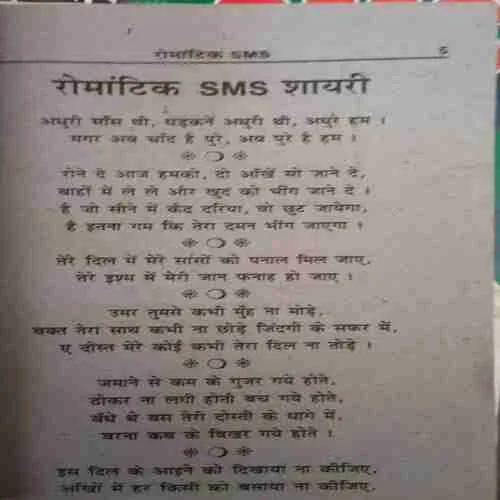 रोमांटिक SMS 5
रोमांटिक SMS शायरी
अधुरी साँस थी, धड़कनें अधुरी थी, अधुरे हम ।
मगर अब चाँद है पुरे, अब पुरे है हम ।
रोने दे आज हमको, दो आँखें सो जाने दे,
बाहों में ले ले और खुद को भीग जाने दे ।
है जो सीने में कैद दरिया, वो छुट जायेगा,
है इतना गम कि तेरा दमन भींग जाएगा ।
तेरे दिल में मेरे सांसों को पनाल मिल जाए,
तेरे इश्म में मेरी जान फनाह हो जाए ।
उमर तुमसे कभी मुँह ना मोड़े,
वक्त तेरा साथ कभी ना छोड़े जिंदगी के सफर में,
ए दोस्त मेरे कोई कभी तेरा दिल ना तोड़े ।
जमाने से कम के गुजर गये होते,
ठोकर ना लगी होती बच गये होते,
बँधे थे बस तेरी दोस्ती के धागे में,
वरना कब के बिखर गये होते ।
इस दिल के आइने को दिखाया ना कीजिए,
आँखों में हर किसी को बसाया ना कीजिए,